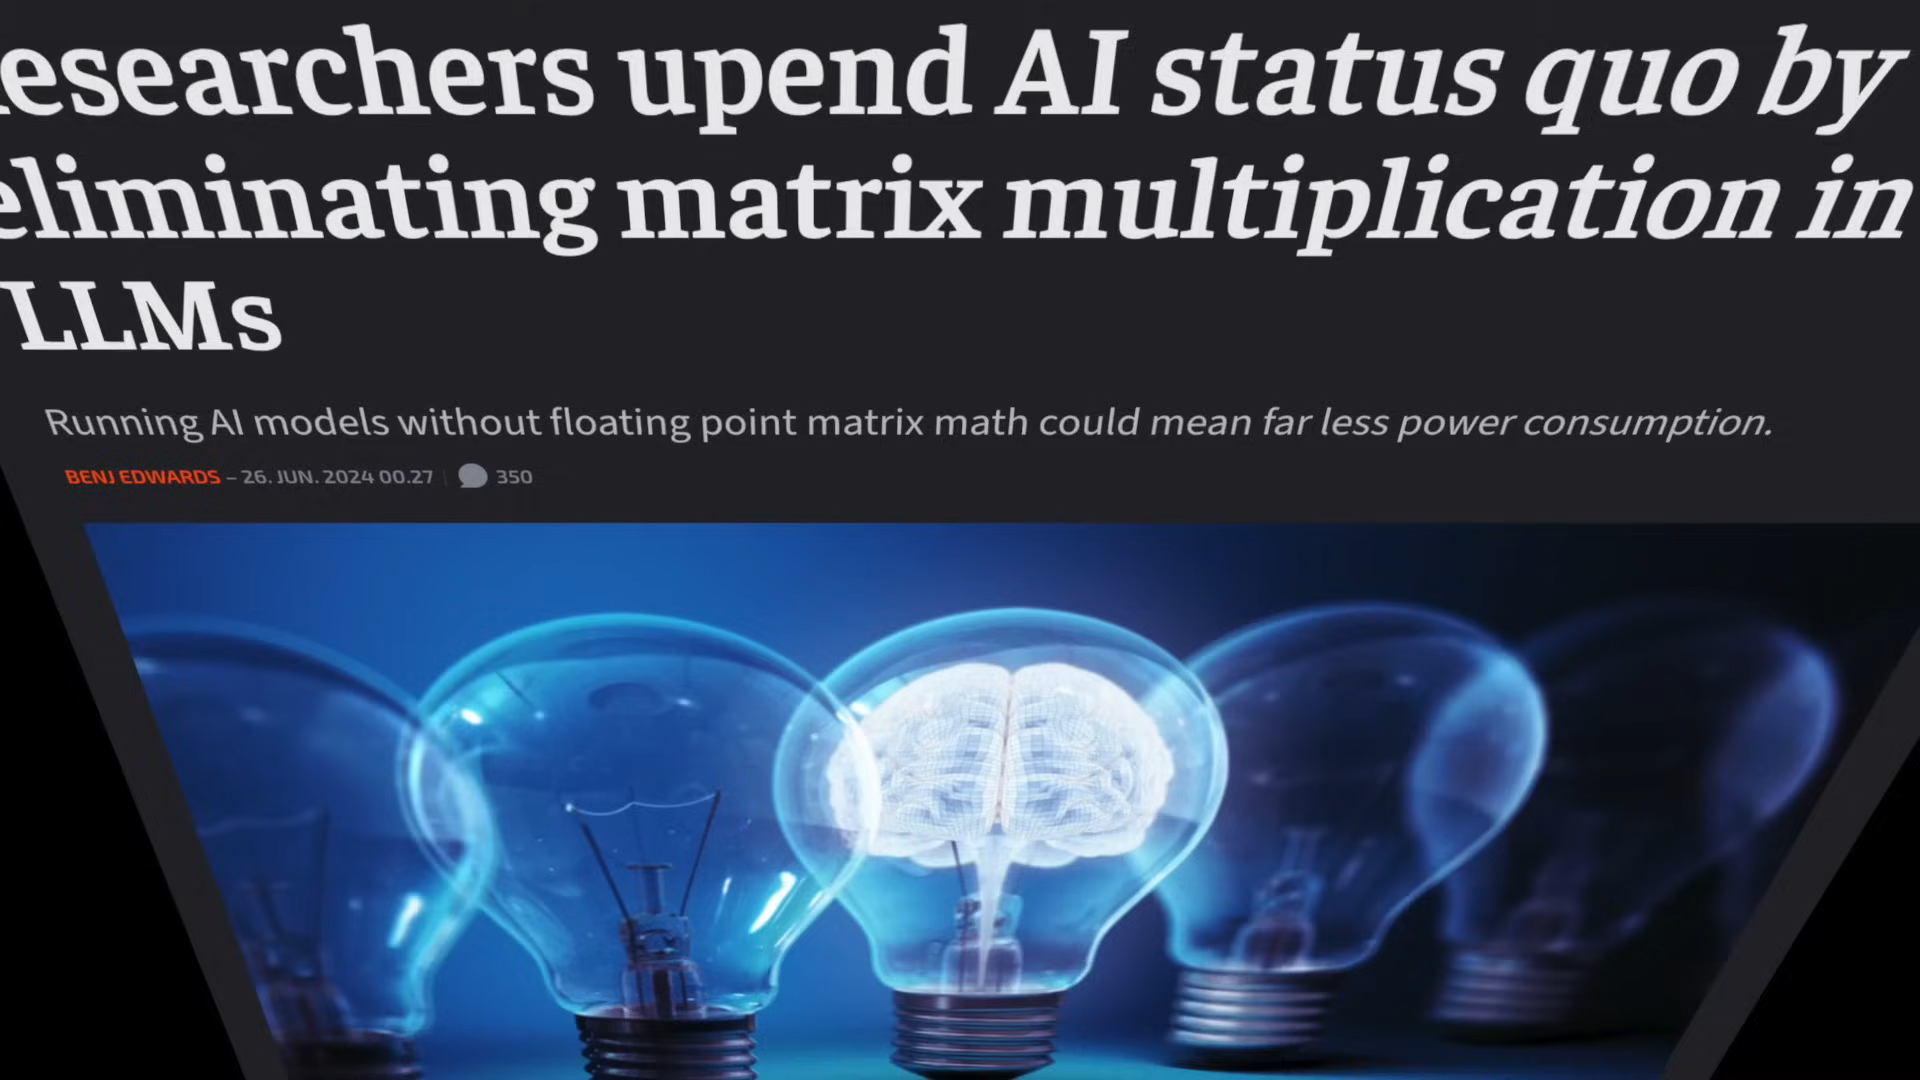 esearchers upend AI status quo by
eliminating matrix multiplication in
LLMs
Running AI models without floating point matrix math could mean far less power consumption.
BENJ EDWARDS – 26. JUN. 2024 00.27 | 350